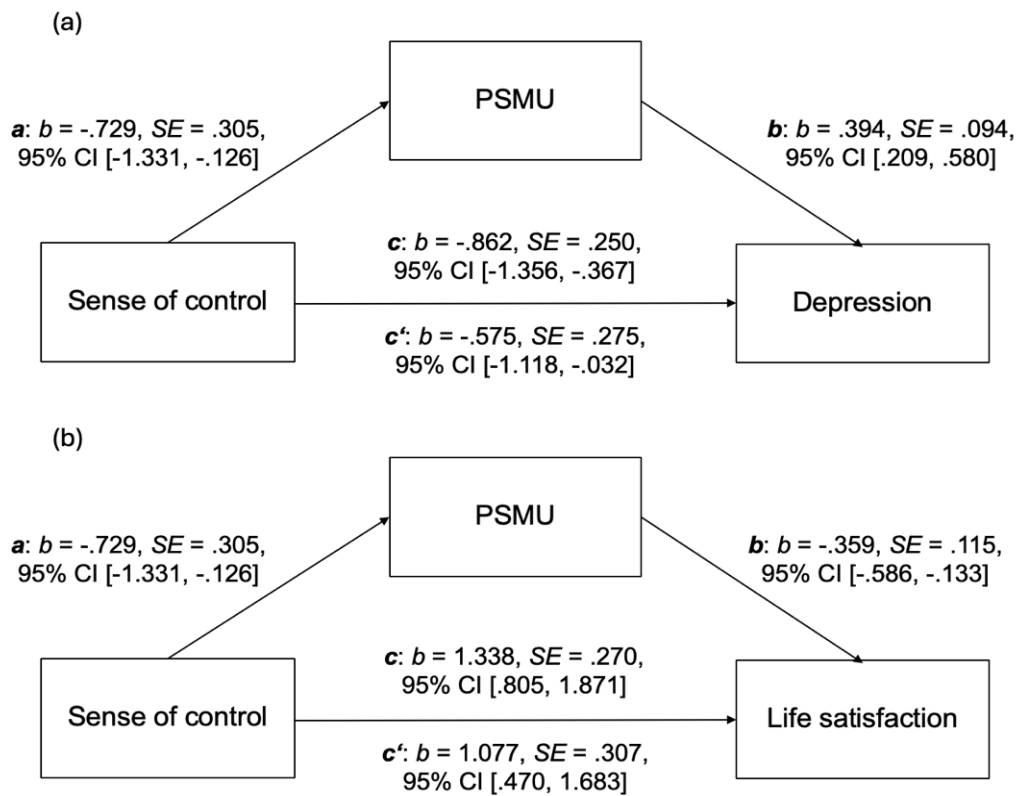 (a)
PSMU
a: b = -.729, SE = .305,
95% CI [-1.331, -.126]
b: b = .394, SE = .094,
95% CI [.209, .580]
c: b = -.862, SE = .250,
95% CI [-1.356, -.367]
Sense of control
Depression
c‘: b = -.575, SE = .275,
95% CI [-1.118, -.032]
(b)
PSMU
a: b = -.729, SE = .305,
95% CI [-1.331, -.126]
b: b = -.359, SE = .115,
95% CI [-.586, -.133]
c: b = 1.338, SE = .270,
95% CI [.805, 1.871]
Sense of control
Life satisfaction
c‘: b = 1.077, SE = .307,
95% CI [.470, 1.683]